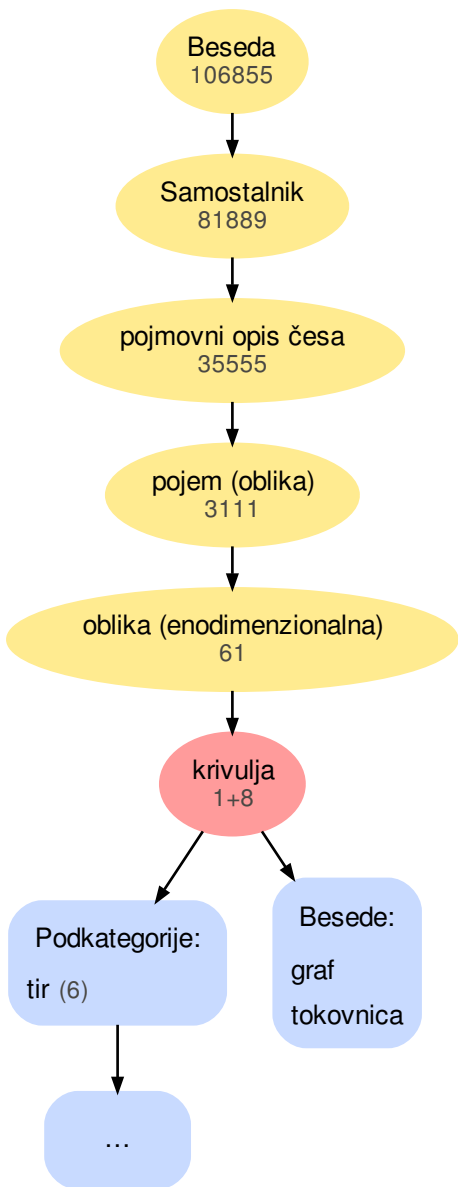 Beseda
106855
Samostalnik
81889
pojmovni opis česa
35555
pojem (oblika)
3111
oblika (enodimenzionalna)
61
krivulja
1+8
Podkategorije:
tir (6)
Besede:
graf
tokovnica
...